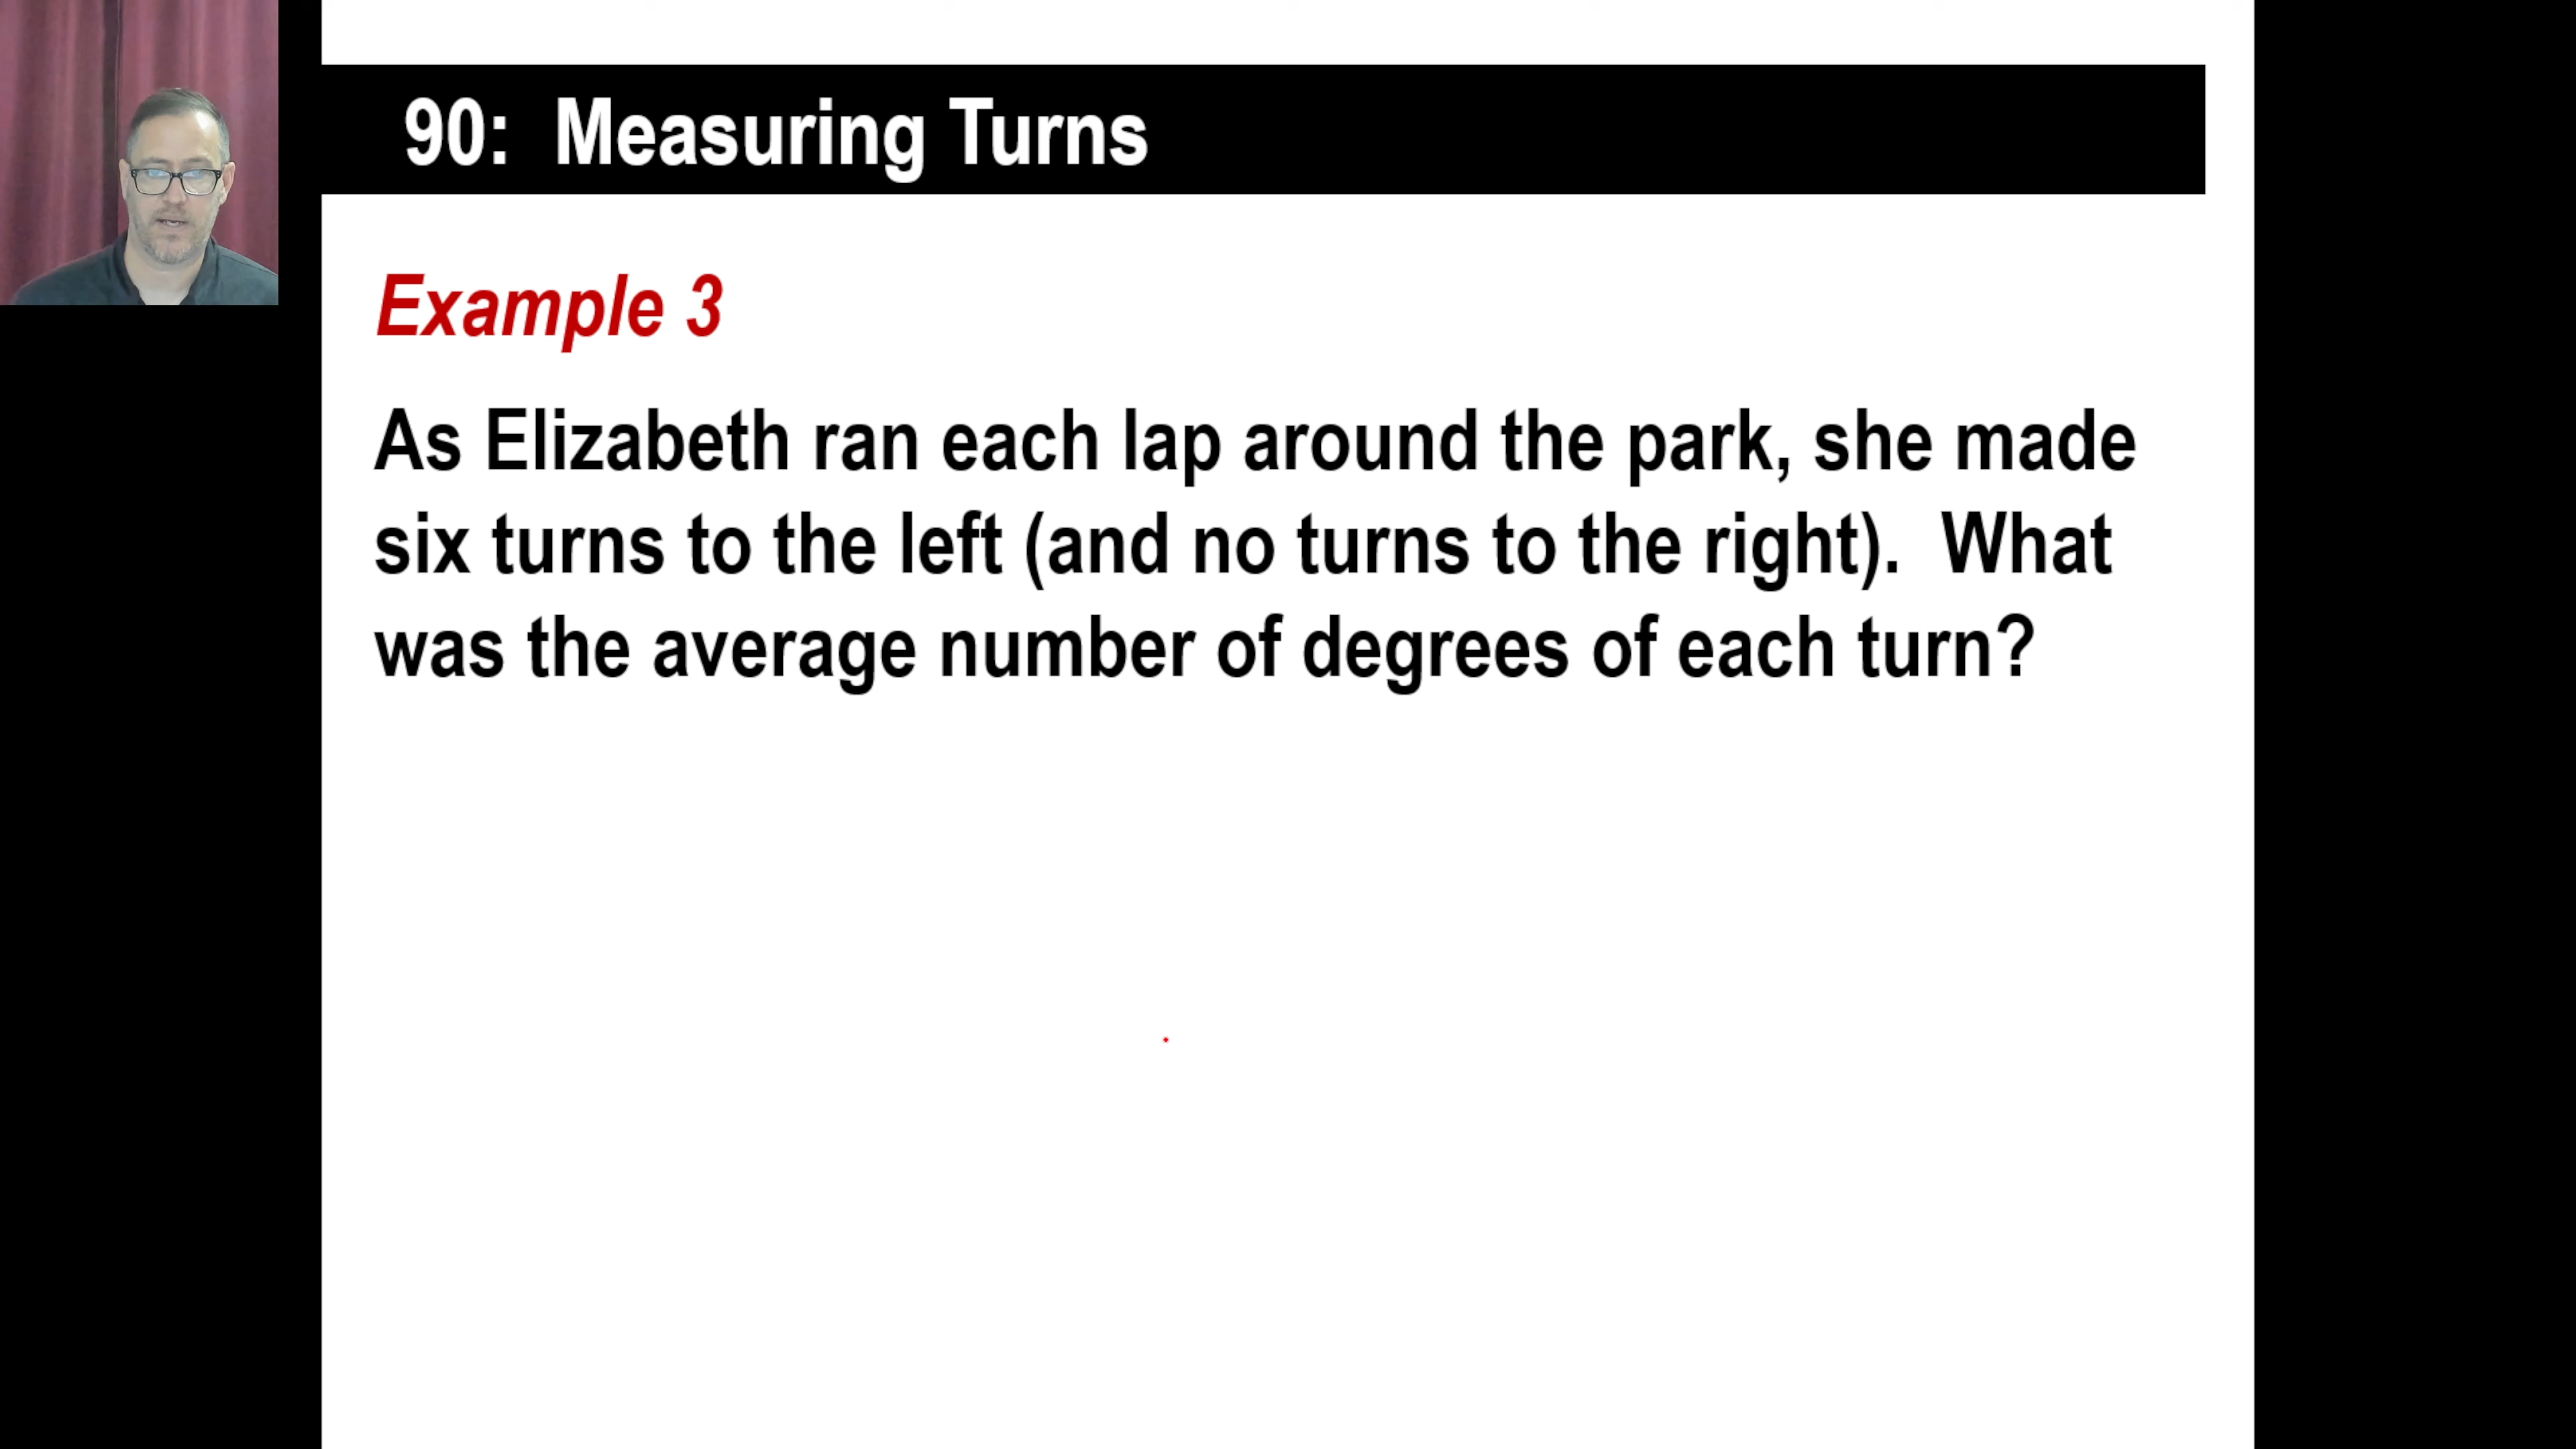 90: Measuring Turns
Example 3
As Elizabeth ran each lap around the park, she made
six turns to the left (and no turns to the right). What
was the average number of degrees of each turn?